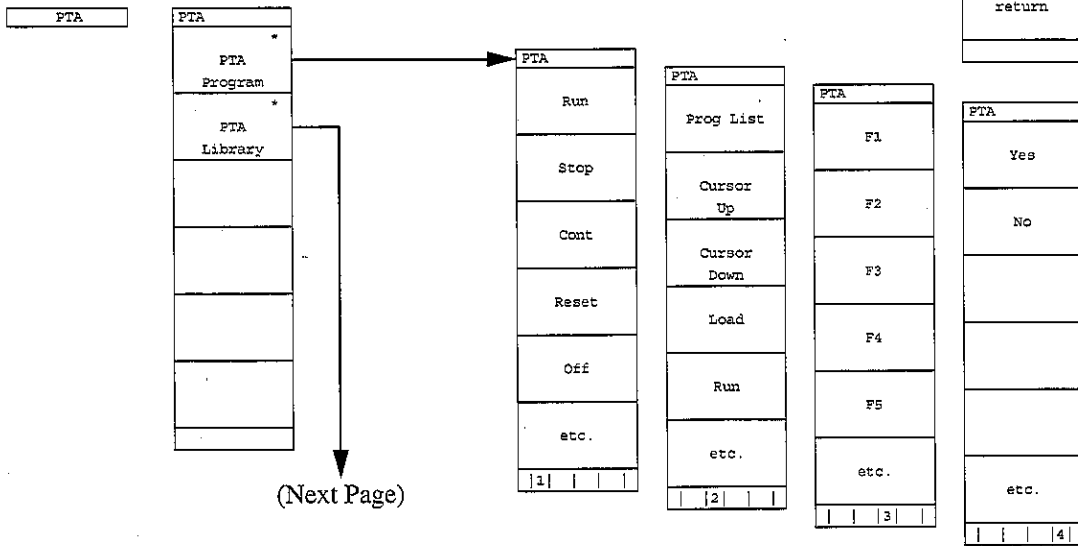 PTA
PTA
*
PTA
Program
*
PTA
Library
(Next Page)
PTA
Run
Stop
Cont
Reset
Off
etc.
|1| | | |
PTA
Prog List
Cursor
Up
Cursor
Down
Load
Run
etc.
| |2| | |
PTA
F1
F2
F3
F4
F5
etc.
| | |3| |
return
PTA
Yes
No
etc.
| | | |4|